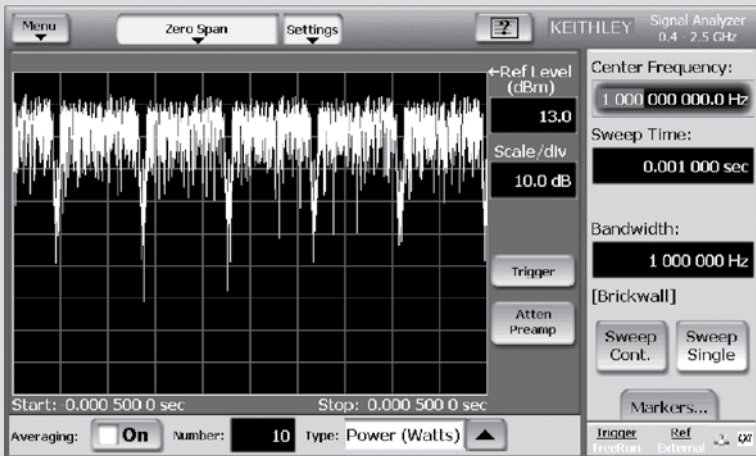 Menu
Zero Span
Settings
?
KEITHLEY
Signal Analyzer
0.4 - 2.5 GHz
←Ref Level
(dBm)
13.0
Scale/div
10.0 dB
Trigger
Atten
Preamp
Center Frequency:
1 000 000 000.0 Hz
Sweep Time:
0.001 000 sec
Bandwidth:
1 000 000 Hz
[Brickwall]
Sweep
Cont.
Sweep
Single
Markers...
Start: -0.000 500 0 sec
Stop: 0.000 500 0 sec
Averaging:
On
Number:
10
Type:
Power (Watts)
Trigger
FreeRun
Ref
External
LXI